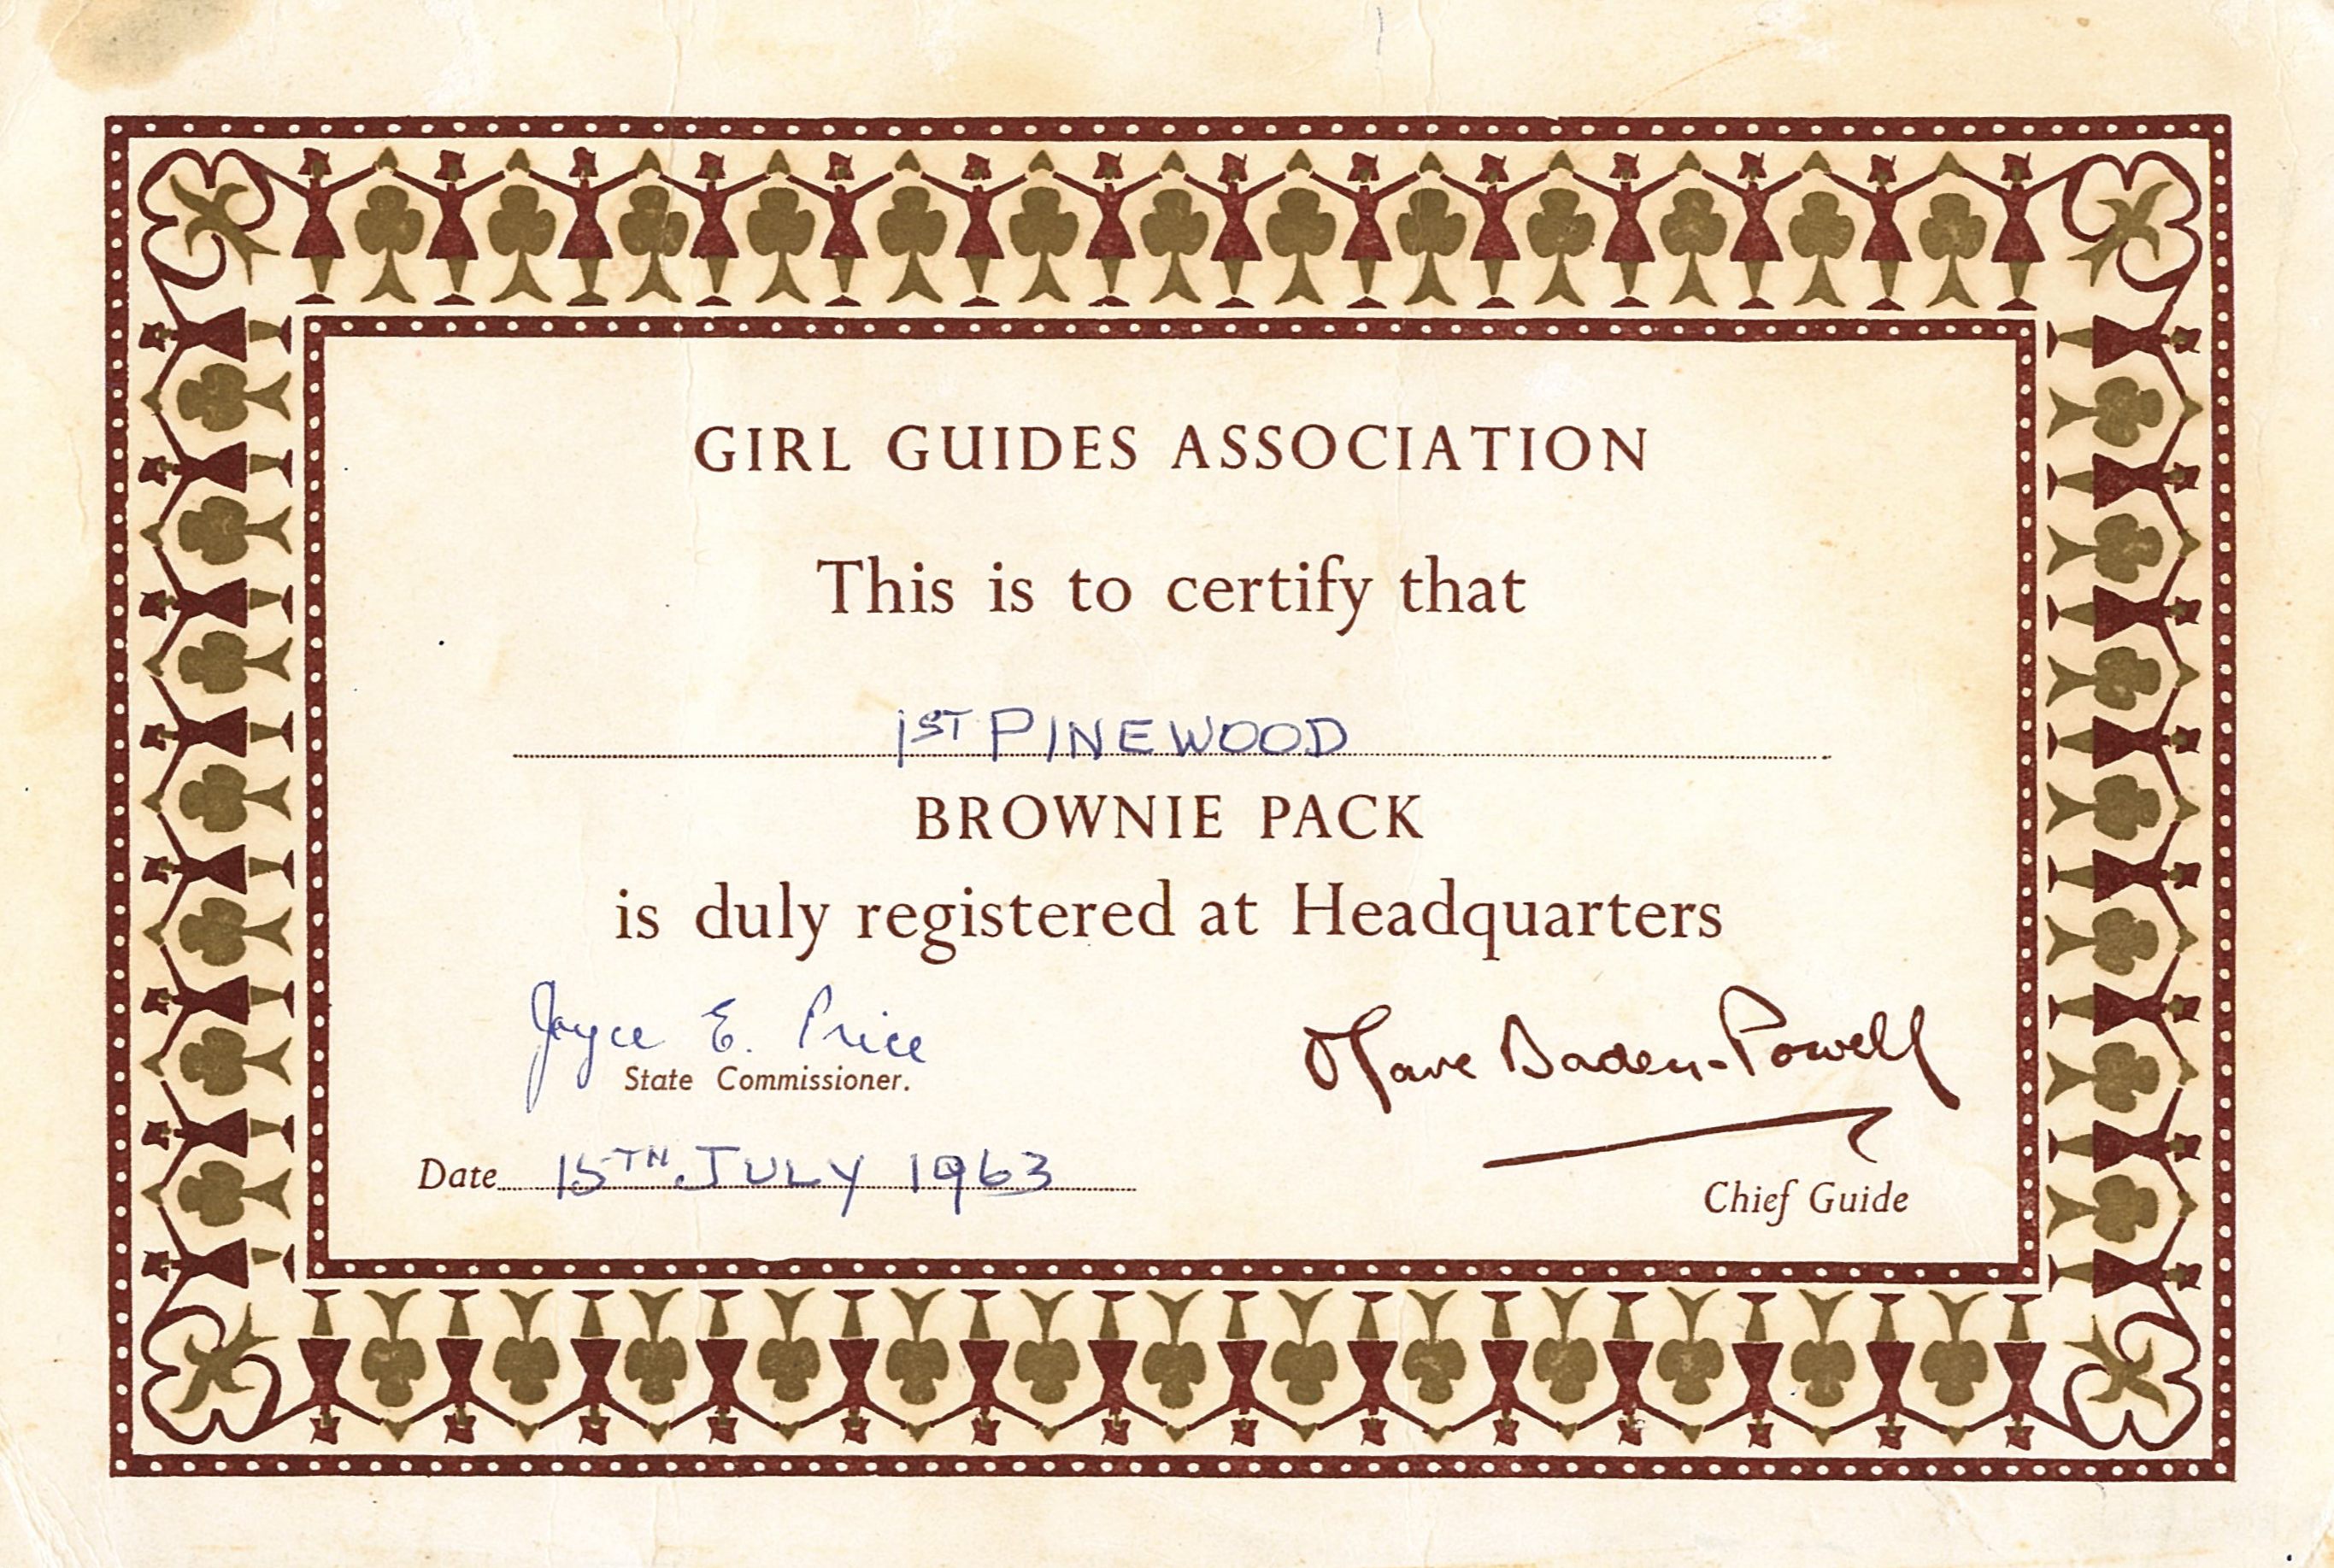 GIRL GUIDES ASSOCIATION
This is to certify that
1ST PINEWOOD
BROWNIE PACK
is duly registered at Headquarters
Joyce E. Price
State Commissioner.
Olave Baden-Powell
Date 15TH JULY 1963
Chief Guide